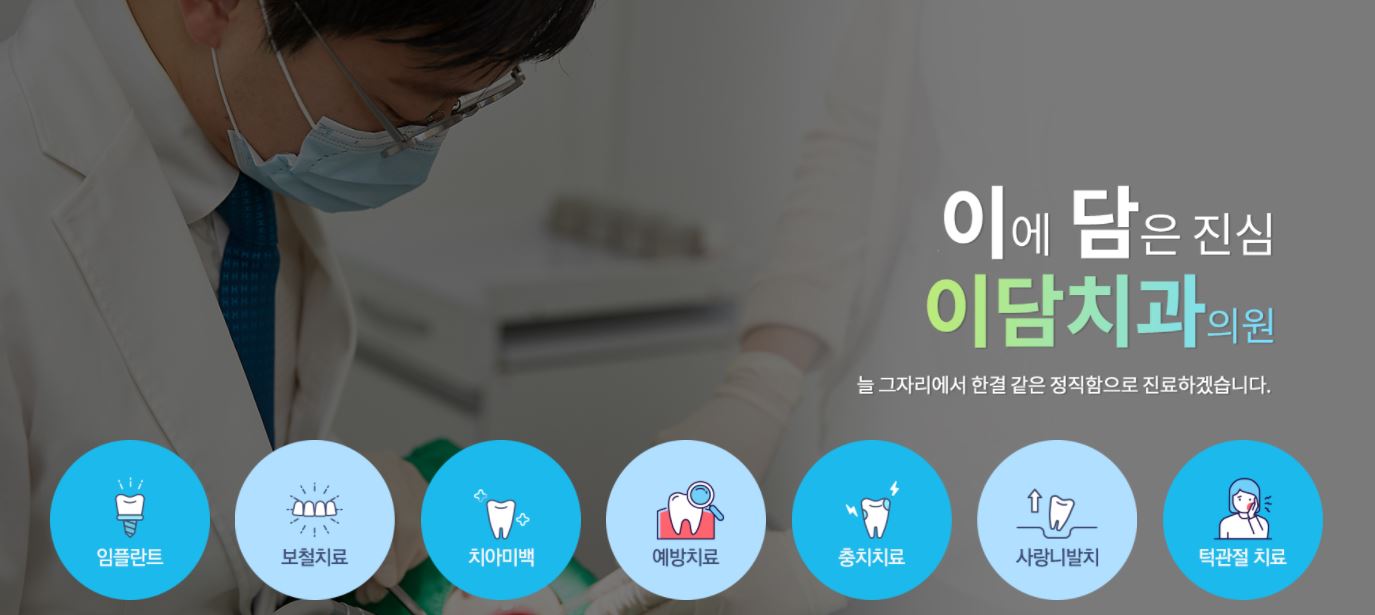 이에 담은 진심
이담치과의원
늘 그자리에서 한결 같은 정직함으로 진료하겠습니다.
임플란트
보철치료
치아미백
예방치료
충치치료
사랑니발치
턱관절 치료